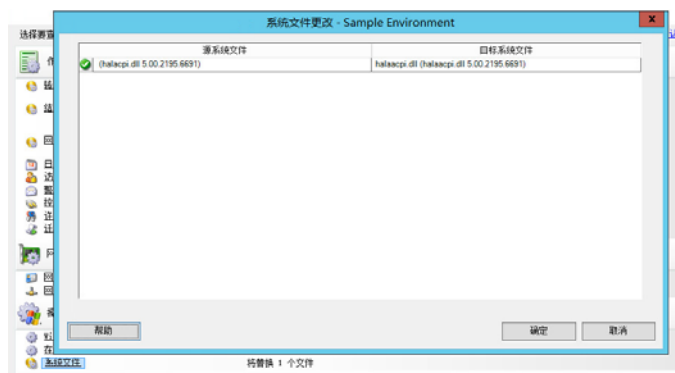 系统文件更改 - Sample Environment
x
选择要查
源系统文件
目标系统文件
(halacpi.dll 5.00.2195.6691)
halaacpi.dll (halaacpi.dll 5.00.2195.6691)
帮助
确定
取消
系统文件
将替换 1 个文件